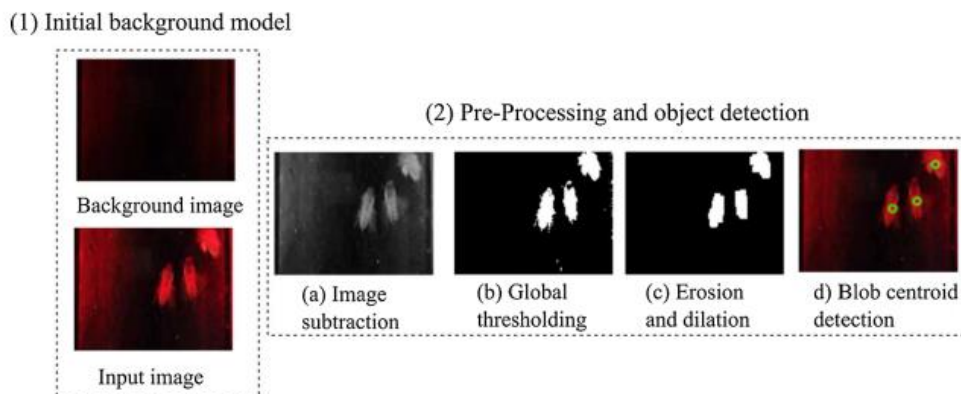 (1) Initial background model
Background image
Input image
(2) Pre-Processing and object detection
(a) Image
subtraction
(b) Global
thresholding
(c) Erosion
and dilation
d) Blob centroid
detection